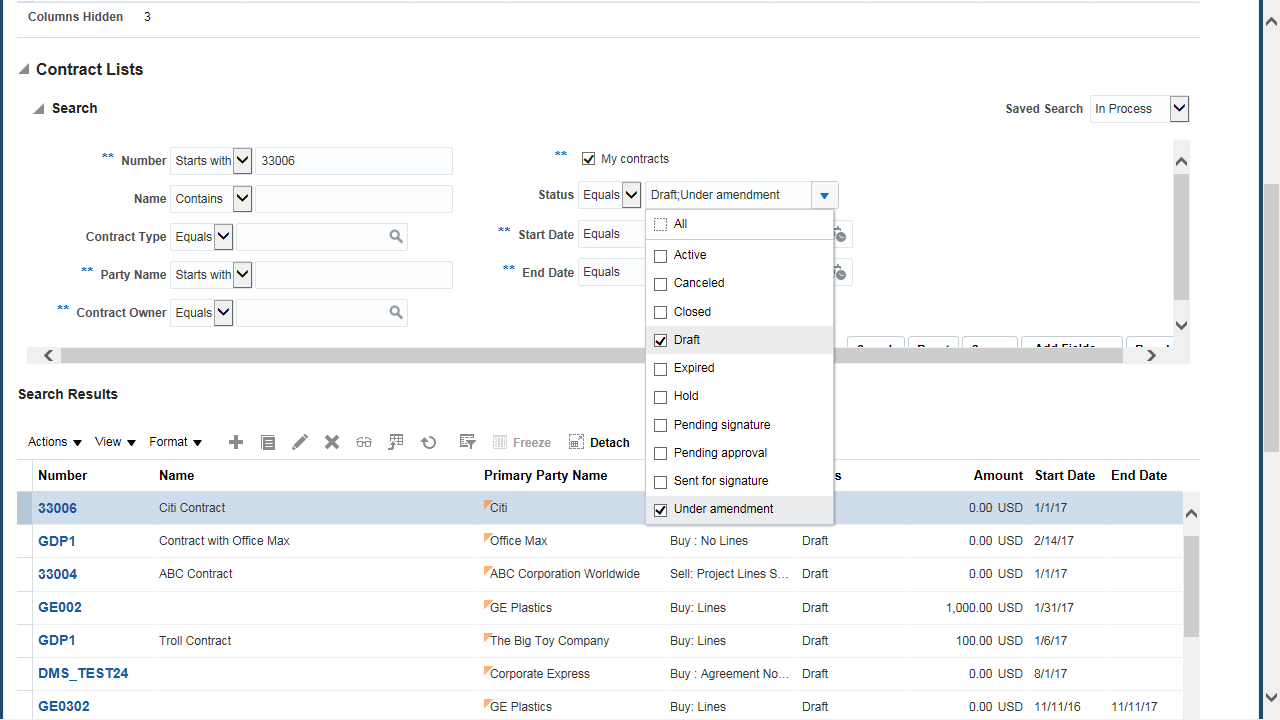 Columns Hidden 3
Contract Lists
Search
Saved Search In Process
** Number Starts with 33006
** My contracts
Name Contains
Status Equals Draft;Under amendment
Contract Type Equals
** Start Date Equals
** Party Name Starts with
** End Date Equals
** Contract Owner Equals
All
Active
Canceled
Closed
Draft
Expired
Hold
Pending signature
Pending approval
Sent for signature
Under amendment
Add Fields
Search Results
Actions View Format Freeze Detach
Number Name Primary Party Name s Amount Start Date End Date
33006 Citi Contract Citi 0.00 USD 1/1/17
GDP1 Contract with Office Max Office Max Buy : No Lines Draft 0.00 USD 2/14/17
33004 ABC Contract ABC Corporation Worldwide Sell: Project Lines S... Draft 0.00 USD 1/1/17
GE002 GE Plastics Buy: Lines Draft 1,000.00 USD 1/31/17
GDP1 Troll Contract The Big Toy Company Buy: Lines Draft 100.00 USD 1/6/17
DMS_TEST24 Corporate Express Buy : Agreement No... Draft 0.00 USD 8/1/17
GE0302 GE Plastics Buy: Lines Draft 0.00 USD 11/11/16 11/11/17